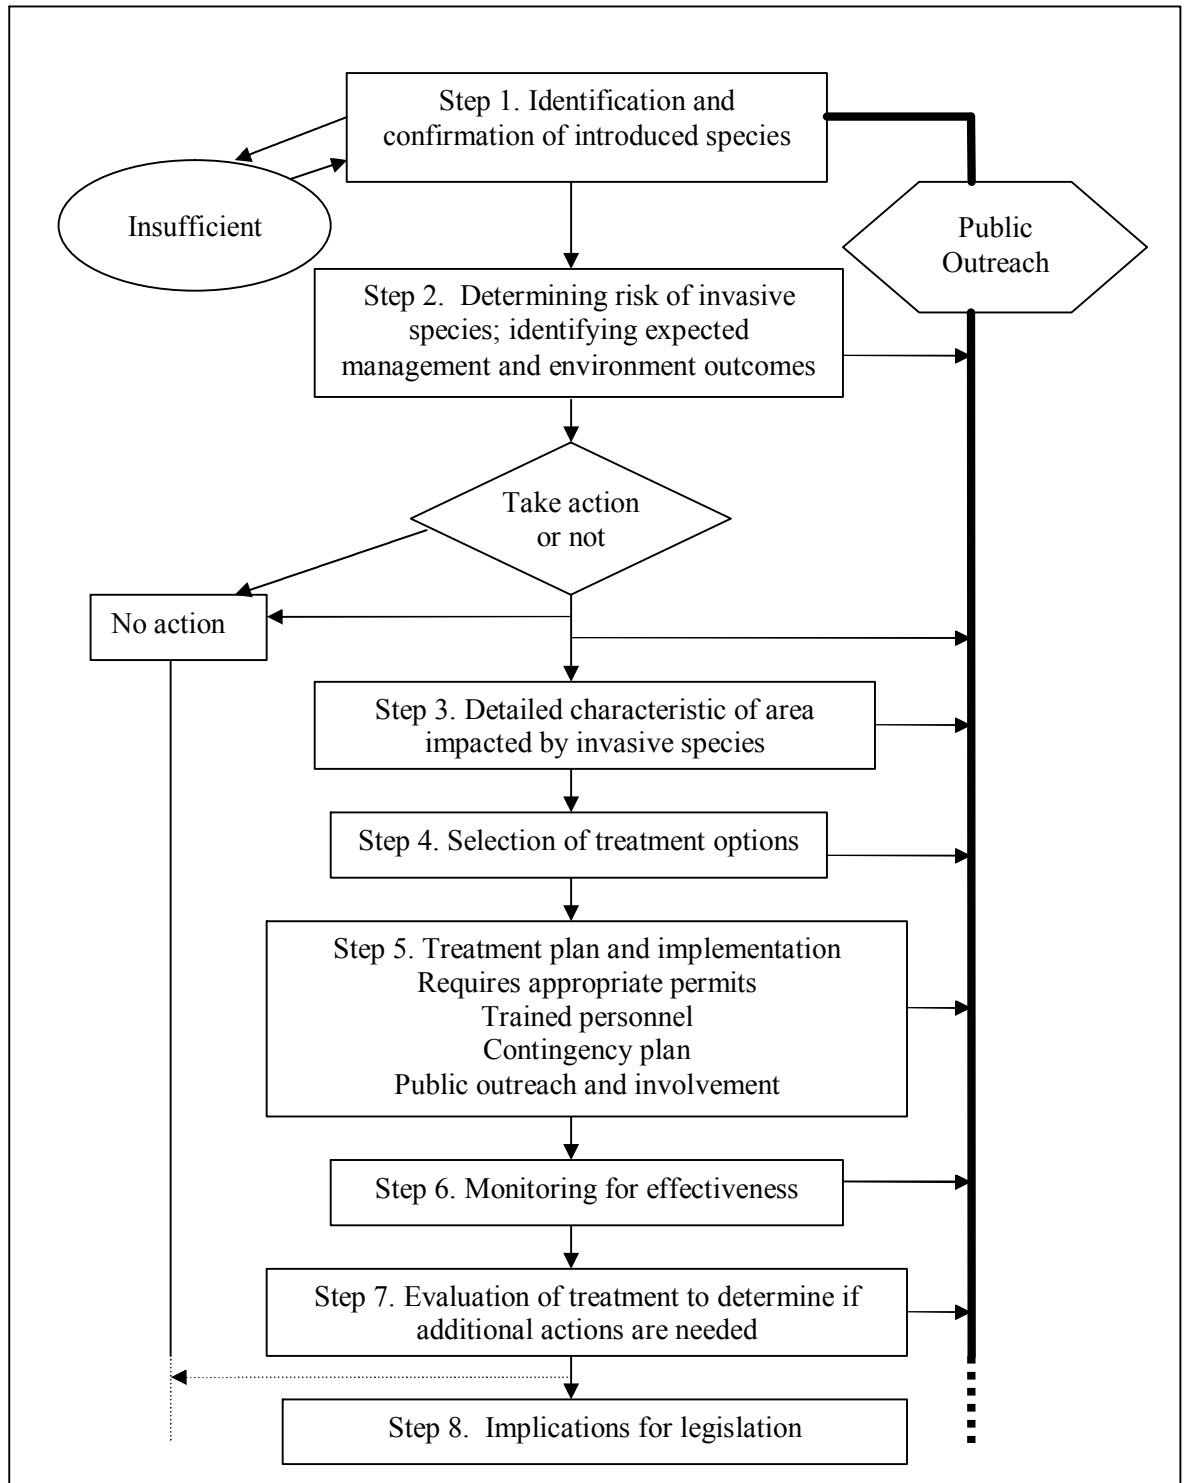 Step 1. Identification and
confirmation of introduced species
Insufficient
Public
Outreach
Step 2. Determining risk of invasive
species; identifying expected
management and environment outcomes
Take action
or not
No action
Step 3. Detailed characteristic of area
impacted by invasive species
Step 4. Selection of treatment options
Step 5. Treatment plan and implementation
Requires appropriate permits
Trained personnel
Contingency plan
Public outreach and involvement
Step 6. Monitoring for effectiveness
Step 7. Evaluation of treatment to determine if
additional actions are needed
Step 8. Implications for legislation